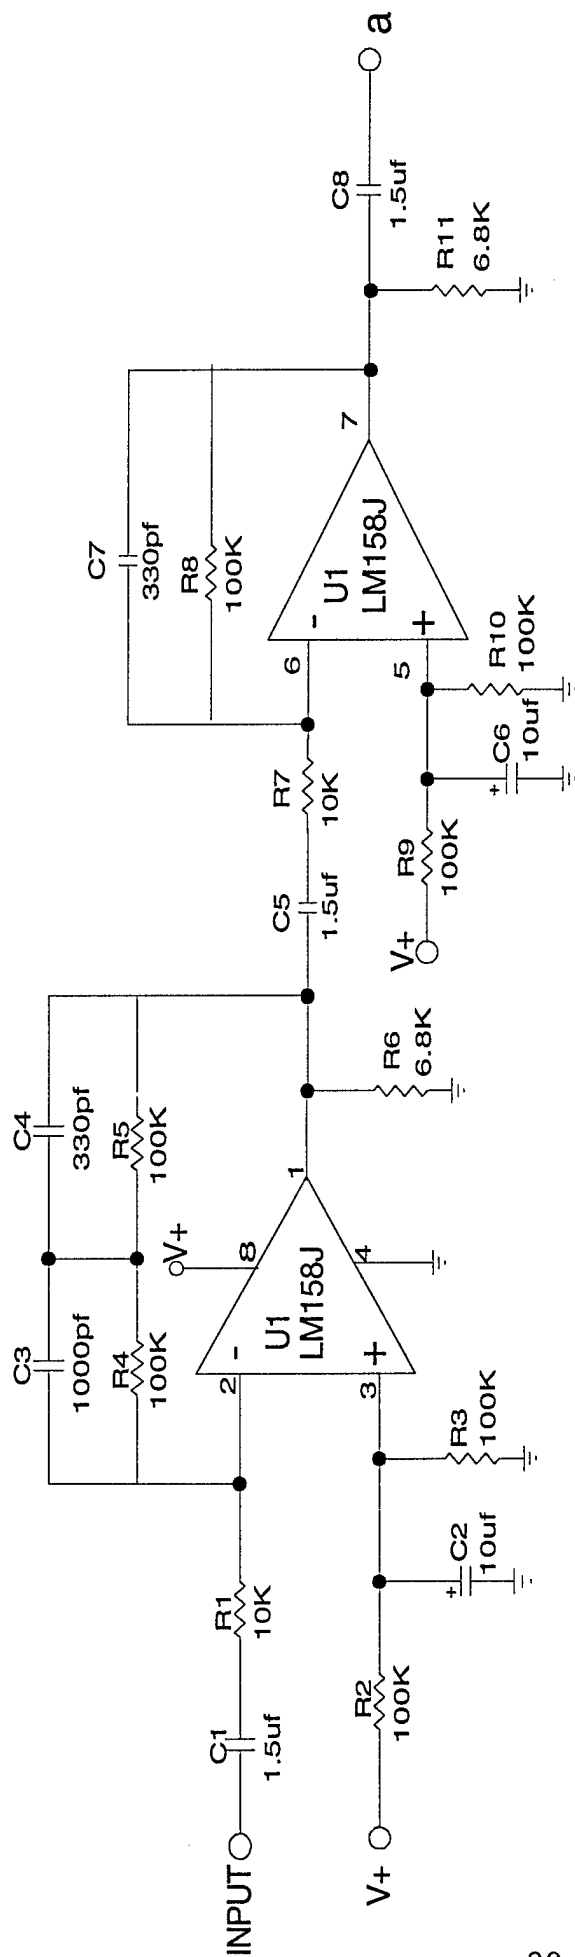 INPUT
C1
1.5uf
R1
10K
V+
R2
100K
C2
+
10uf
R3
100K
C3
1000pf
R4
100K
C4
330pf
R5
100K
2
-
3
+
U1
LM158J
8
V+
4
1
R6
6.8K
C5
1.5uf
R7
10K
V+
R9
100K
C6
+
10uf
R10
100K
C7
330pf
R8
100K
6
-
5
+
U1
LM158J
7
R11
6.8K
C8
1.5uf
a